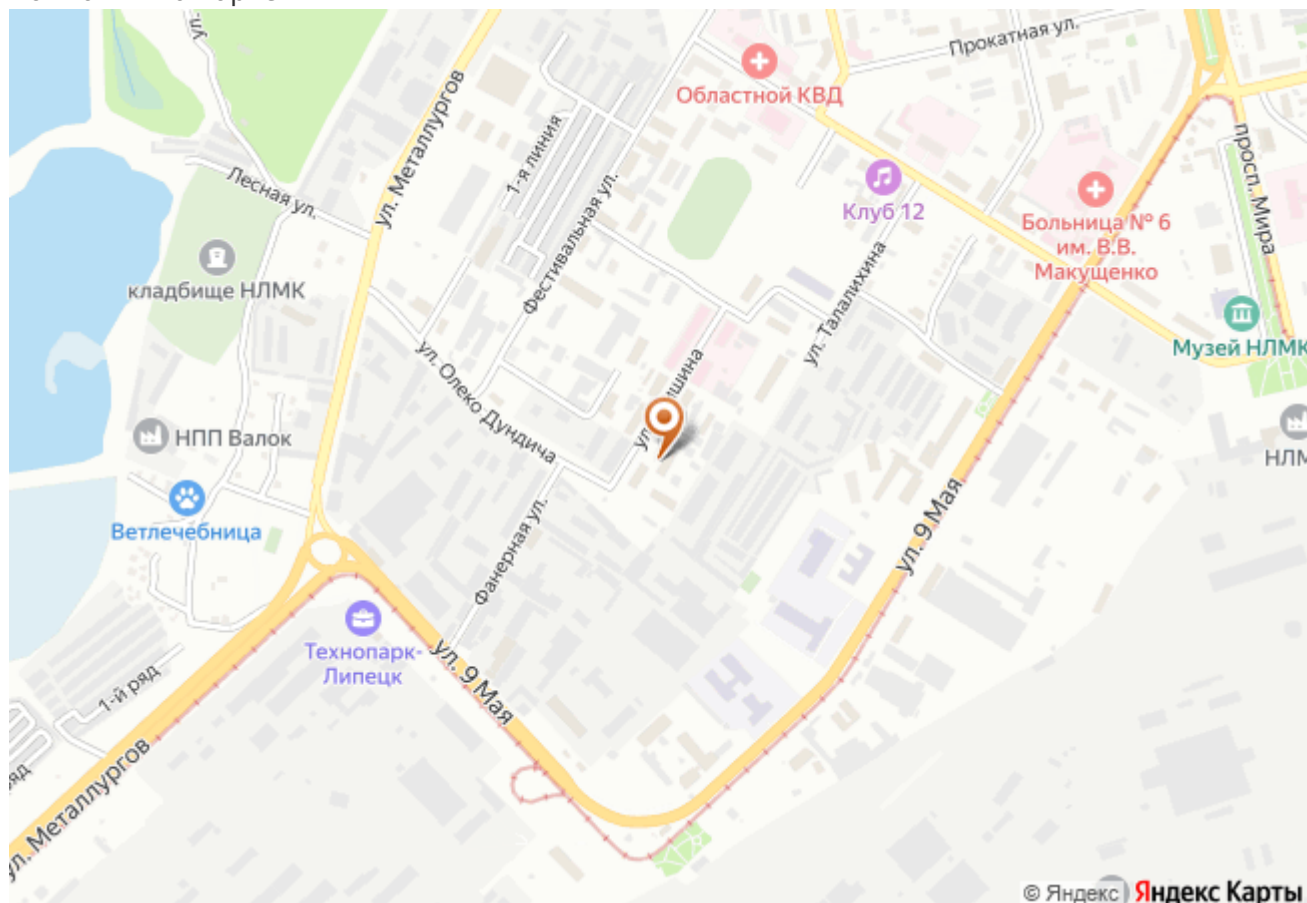 ул.
Прокатная ул.
Областной КВД
ул. Металлургов
1-я линия
просп. Мира
Лесная ул.
Клуб 12
Больница № 6
им. В.В.
Макущенко
Фестивальная ул.
кладбище НЛМК
ул. Талалихина
Музей НЛМК
ул. Олеко Дундича
НПП Валок
НЛМ
Ветлечебница
ул. 9 Мая
Фанерная ул.
Технопарк-
Липецк
ул. 9 Мая
1-й ряд
ряд
ул. Металлургов
© Яндекс Яндекс Карты